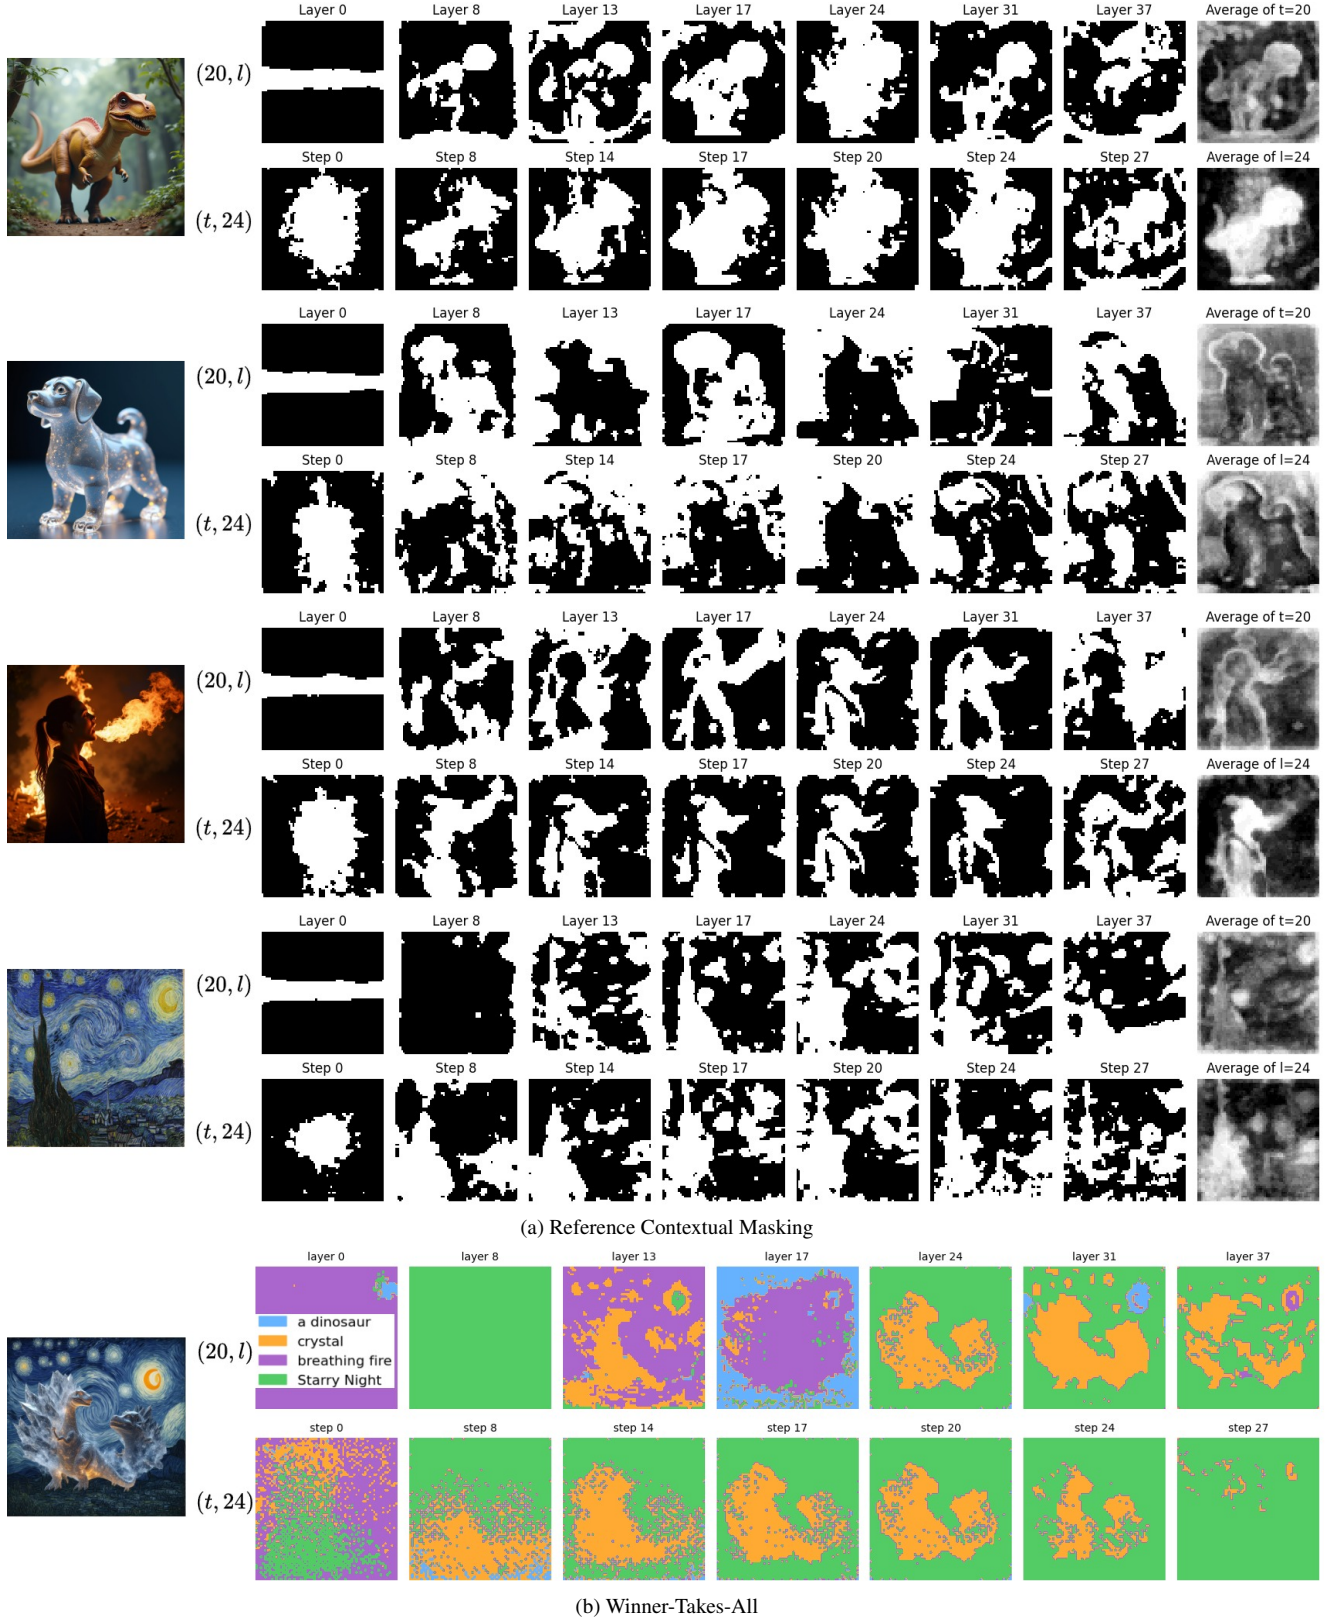 Layer 0 Layer 8 Layer 13 Layer 17 Layer 24 Layer 31 Layer 37 Average of t=20
(20, l)
Step 0 Step 8 Step 14 Step 17 Step 20 Step 24 Step 27 Average of l=24
(t, 24)
Layer 0 Layer 8 Layer 13 Layer 17 Layer 24 Layer 31 Layer 37 Average of t=20
(20, l)
Step 0 Step 8 Step 14 Step 17 Step 20 Step 24 Step 27 Average of l=24
(t, 24)
Layer 0 Layer 8 Layer 13 Layer 17 Layer 24 Layer 31 Layer 37 Average of t=20
(20, l)
Step 0 Step 8 Step 14 Step 17 Step 20 Step 24 Step 27 Average of l=24
(t, 24)
Layer 0 Layer 8 Layer 13 Layer 17 Layer 24 Layer 31 Layer 37 Average of t=20
(20, l)
Step 0 Step 8 Step 14 Step 17 Step 20 Step 24 Step 27 Average of l=24
(t, 24)
(a) Reference Contextual Masking
layer 0 layer 8 layer 13 layer 17 layer 24 layer 31 layer 37
(20, l)
a dinosaur
crystal
breathing fire
Starry Night
step 0 step 8 step 14 step 17 step 20 step 24 step 27
(t, 24)
(b) Winner-Takes-All